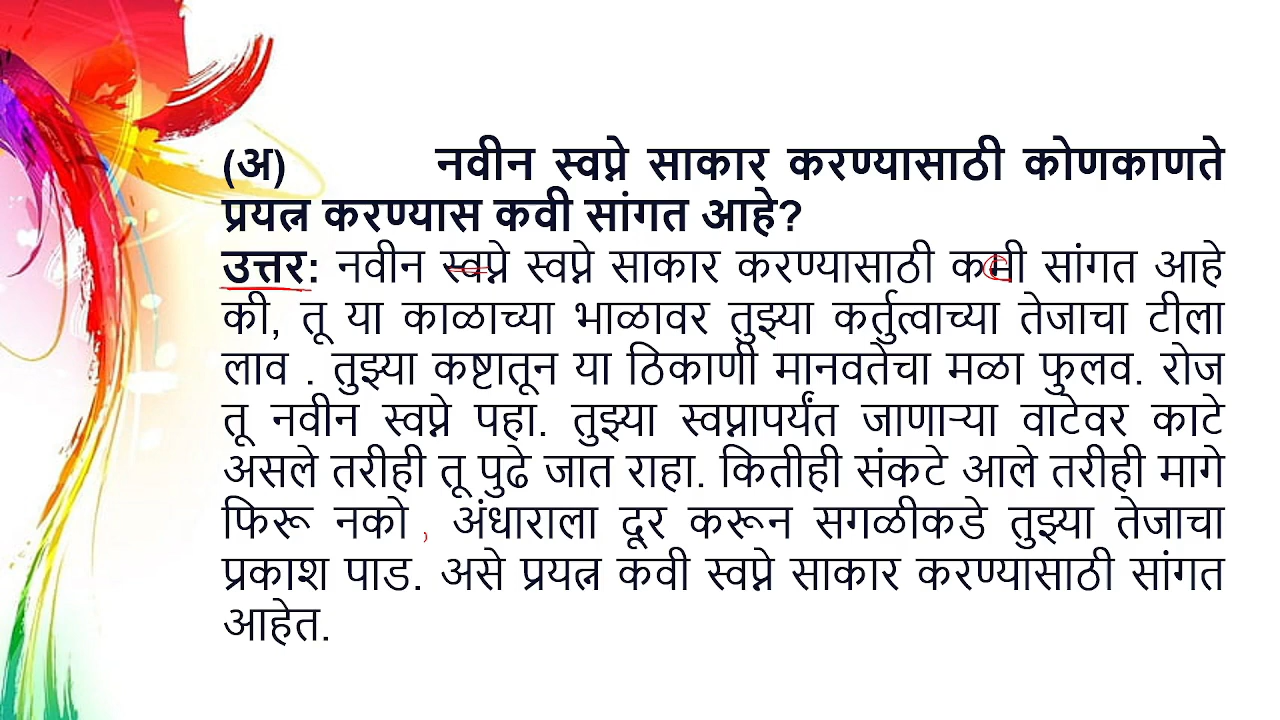 (अ) नवीन स्वप्ने साकार करण्यासाठी कोणकाणते
प्रयत्न करण्यास कवी सांगत आहे?
उत्तर: नवीन स्वप्ने स्वप्ने साकार करण्यासाठी कमी सांगत आहे
की, तू या काळाच्या भाळावर तुझ्या कर्तुत्वाच्या तेजाचा टीला
लाव . तुझ्या कष्टातून या ठिकाणी मानवतेचा मळा फुलव. रोज
तू नवीन स्वप्ने पहा. तुझ्या स्वप्नापर्यंत जाणाऱ्या वाटेवर काटे
असले तरीही तू पुढे जात राहा. कितीही संकटे आले तरीही मागे
फिरू नको , अंधाराला दूर करून सगळीकडे तुझ्या तेजाचा
प्रकाश पाड. असे प्रयत्न कवी स्वप्ने साकार करण्यासाठी सांगत
आहेत.